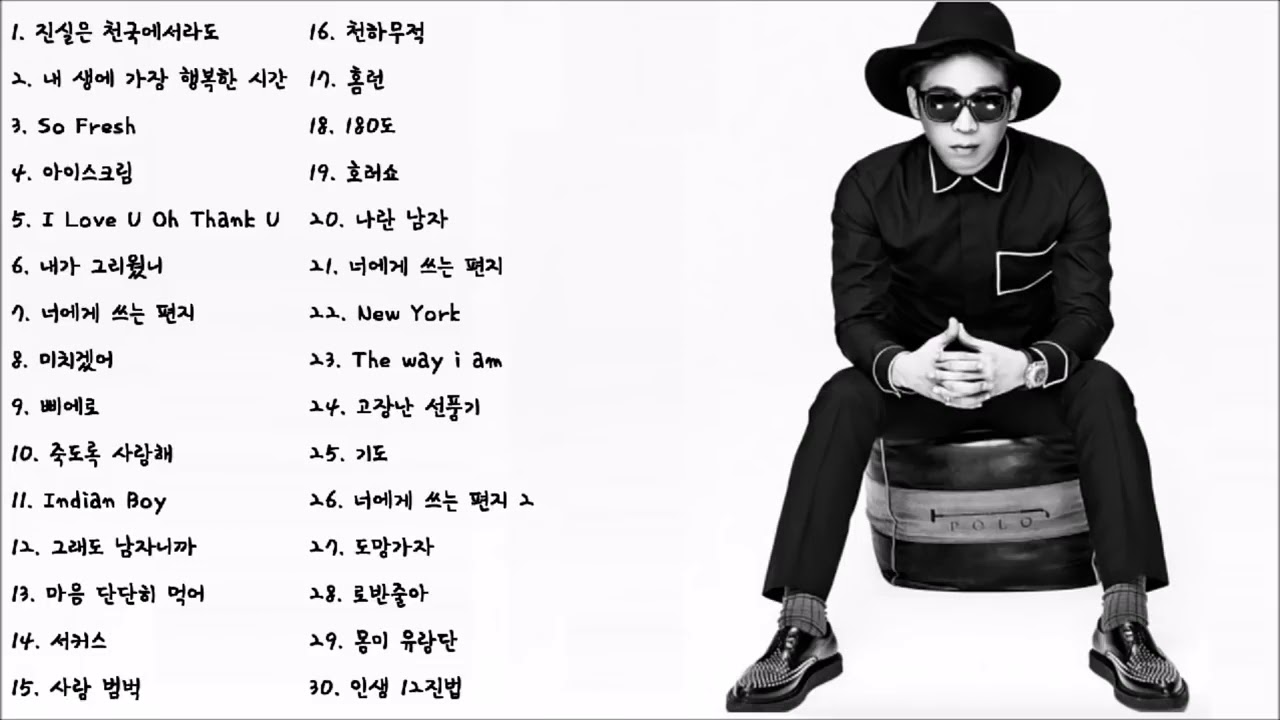 1. 진실은 천국에서라도
2. 내 생에 가장 행복한 시간
3. So Fresh
4. 아이스크림
5. I Love U Oh Thank U
6. 내가 그리웠니
7. 너에게 쓰는 편지
8. 미치겠어
9. 삐에로
10. 죽도록 사랑해
11. Indian Boy
12. 그래도 남자니까
13. 마음 단단히 먹어
14. 서커스
15. 사람 범벅
16. 천하무적
17. 홈런
18. 180도
19. 호러쇼
20. 나란 남자
21. 너에게 쓰는 편지
22. New York
23. The way i am
24. 고장난 선풍기
25. 기도
26. 너에게 쓰는 편지 2
27. 도망가자
28. 로반줄아
29. 몸미 유랑단
30. 인생 12진법
POLO